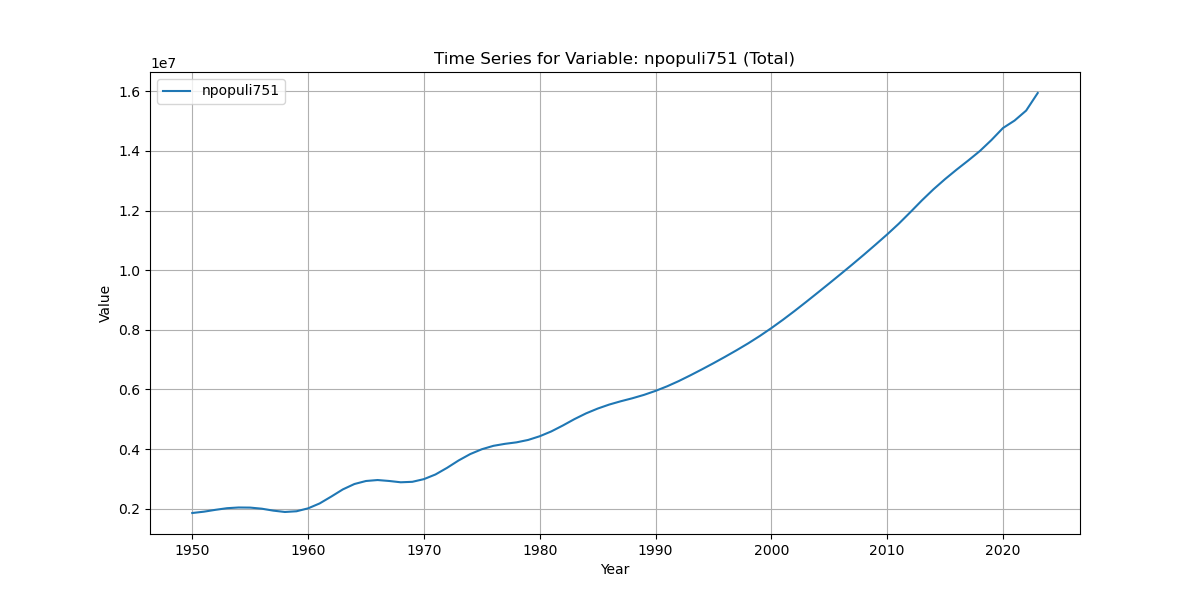 Time Series for Variable: npopuli751 (Total)
1e7
npopuli751
1.6
1.4
1.2
1.0
0.8
0.6
0.4
0.2
Value
1950 1960 1970 1980 1990 2000 2010 2020
Year